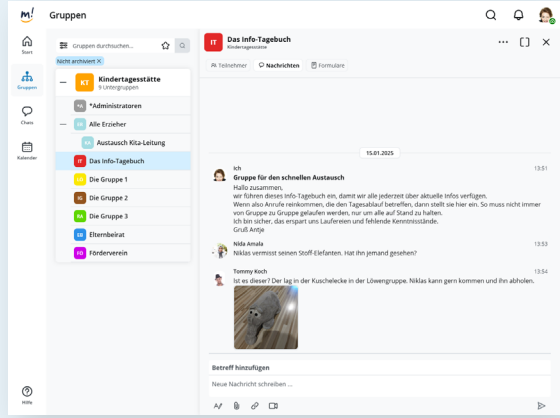 m!
Gruppen
Start
Gruppen
Chats
Kalender
Hilfe
Gruppen durchsuchen...
Nicht archiviert ×
KT
Kindertagesstätte
9 Untergruppen
*Administratoren
Alle Erzieher
Austausch Kita-Leitung
IT
Das Info-Tagebuch
Die Gruppe 1
Die Gruppe 2
Die Gruppe 3
Elternbeirat
Förderverein
IT
Das Info-Tagebuch
Kindertagesstätte
Teilnehmer
Nachrichten
Formulare
15.01.2025
Ich
13:51
Gruppe für den schnellen Austausch
Hallo zusammen,
wir führen dieses Info-Tagebuch ein, damit wir alle jederzeit über aktuelle Infos verfügen.
Wenn also Anrufe reinkommen, die den Tagesablauf betreffen, dann stellt sie hier ein. So muss nicht immer
von Gruppe zu Gruppe gelaufen werden, nur um alle auf Stand zu halten.
Ich bin sicher, das erspart uns Laufereien und fehlende Kenntnisstände.
Gruß Antje
Nida Amala
13:53
Niklas vermisst seinen Stoff-Elefanten. Hat ihn jemand gesehen?
Tommy Koch
13:54
Ist es dieser? Der lag in der Kuschelecke in der Löwengruppe. Niklas kann gern kommen und ihn abholen.
Betreff hinzufügen
Neue Nachricht schreiben ...